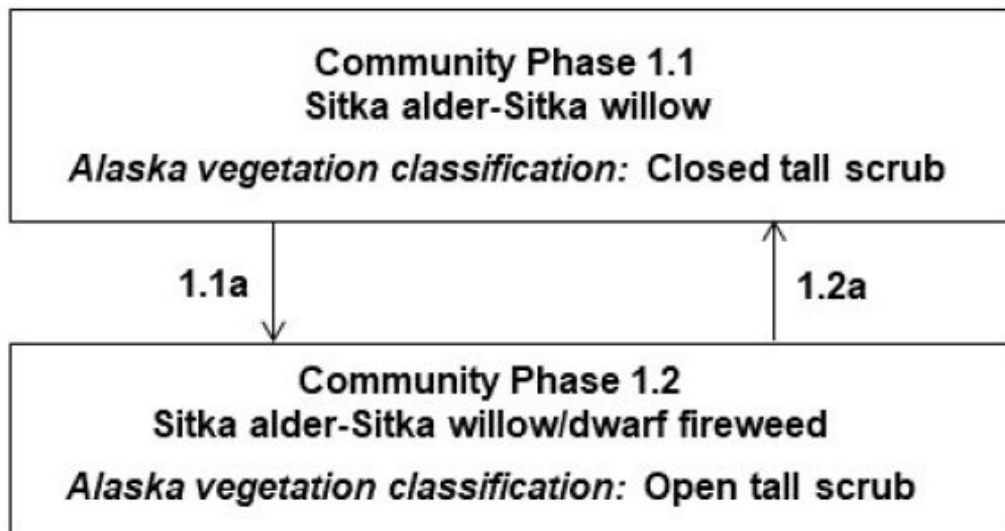 Community Phase 1.1
Sitka alder-Sitka willow
Alaska vegetation classification: Closed tall scrub
1.1a
1.2a
Community Phase 1.2
Sitka alder-Sitka willow/dwarf fireweed
Alaska vegetation classification: Open tall scrub